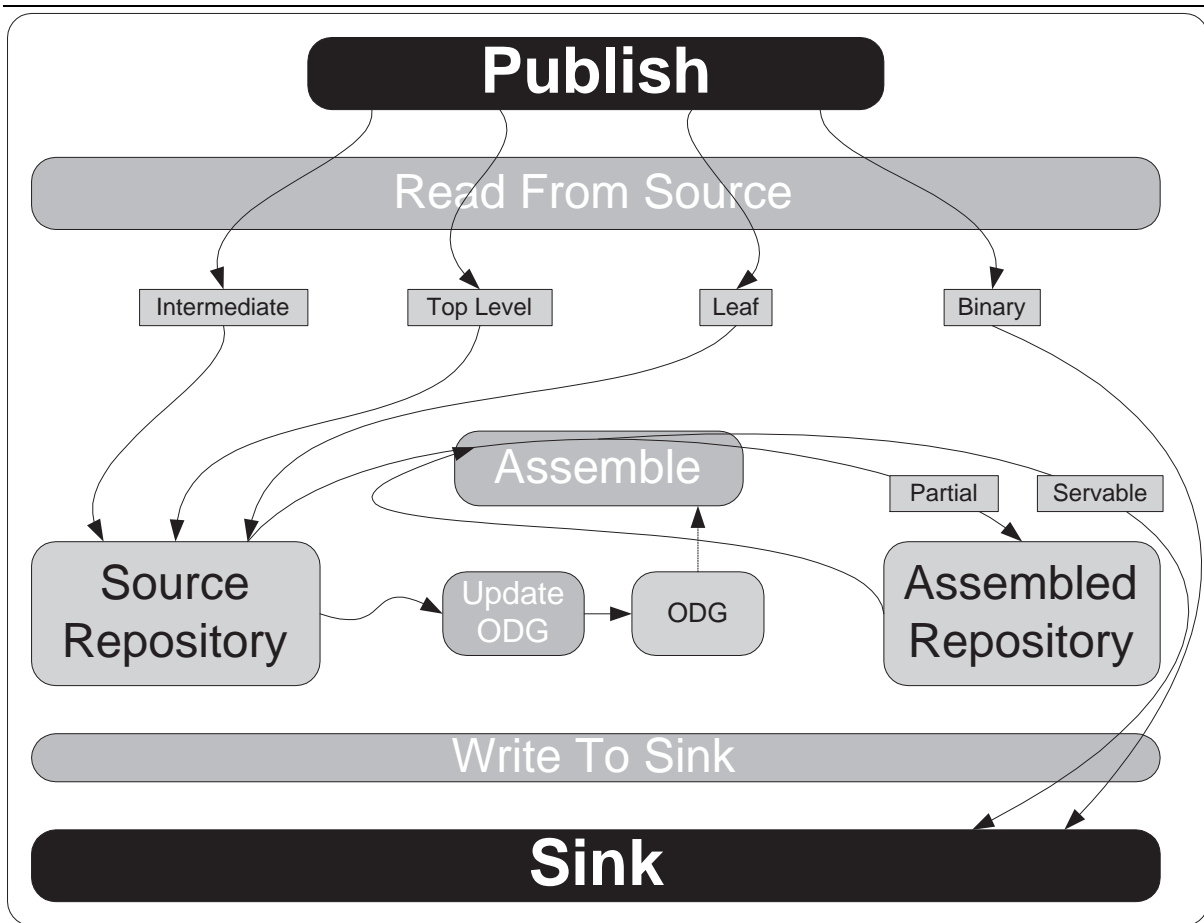 Publish
Read From Source
Intermediate
Top Level
Leaf
Binary
Assemble
Partial
Servable
Source
Repository
Update
ODG
ODG
Assembled
Repository
Write To Sink
Sink